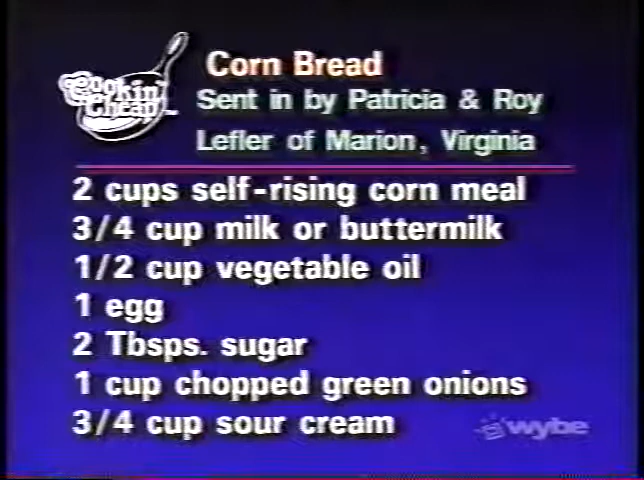 Cookin'
Cheap
Corn Bread
Sent in by Patricia & Roy
Lefler of Marion, Virginia
2 cups self-rising corn meal
3/4 cup milk or buttermilk
1/2 cup vegetable oil
1 egg
2 Tbsps. sugar
1 cup chopped green onions
3/4 cup sour cream
wybe